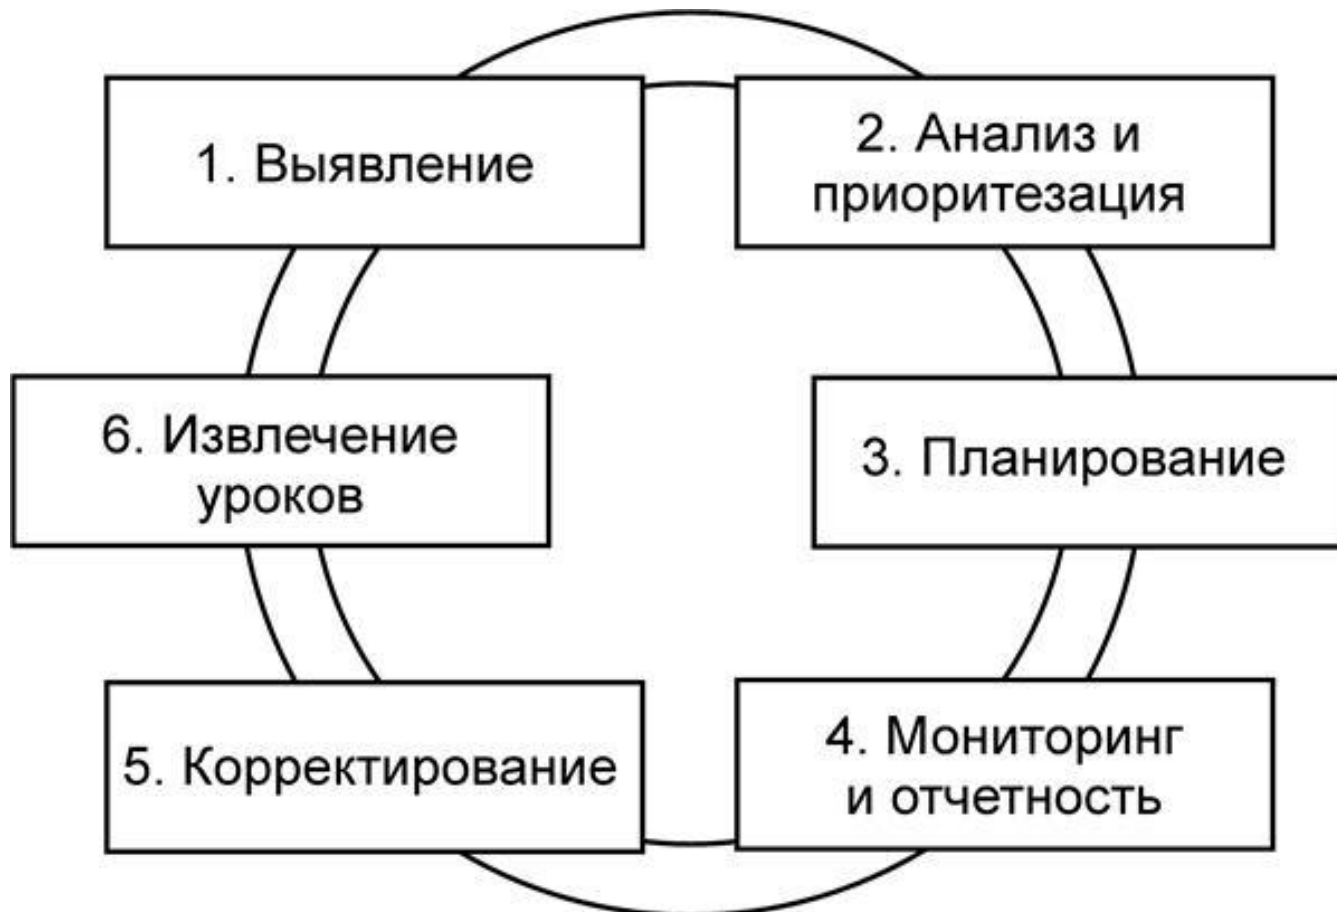 1. Выявление
2. Анализ и
приоритезация
3. Планирование
4. Мониторинг
и отчетность
5. Корректирование
6. Извлечение
уроков